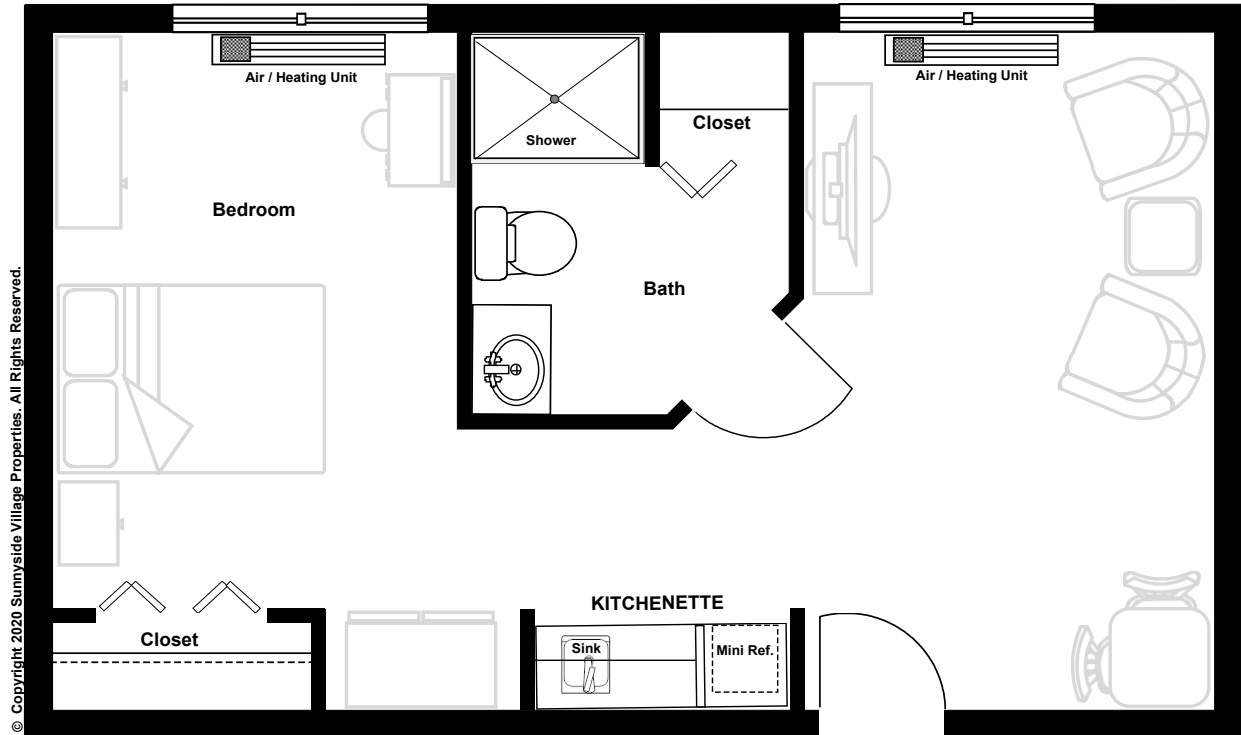 Air / Heating Unit
Air / Heating Unit
Shower
Closet
Bedroom
Bath
KITCHENETTE
Closet
Sink
Mini Ref.
© Copyright 2020 Sunnyside Village Properties. All Rights Reserved.